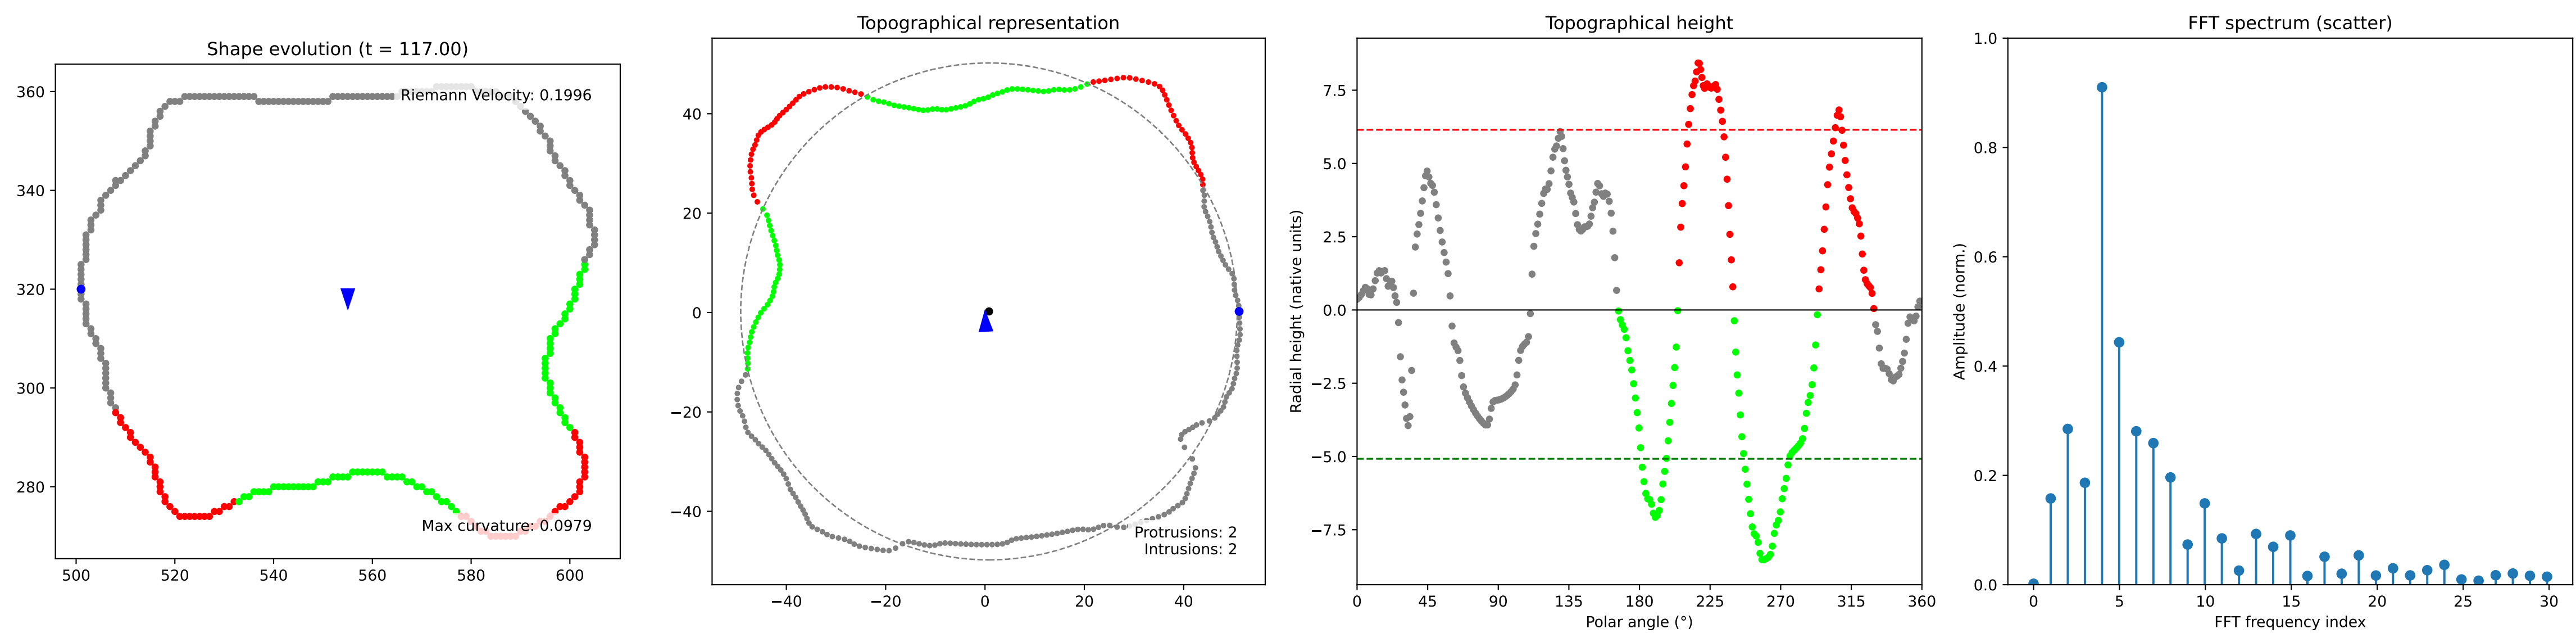 Shape evolution (t = 117.00)
Riemann Velocity: 0.1996
Max curvature: 0.0979
360
340
320
300
280
500 520 540 560 580 600
Topographical representation
40
20
0
−20
−40
−40 −20 0 20 40
Protrusions: 2
Intrusions: 2
Topographical height
Radial height (native units)
7.5
5.0
2.5
0.0
−2.5
−5.0
−7.5
0 45 90 135 180 225 270 315 360
Polar angle (°)
FFT spectrum (scatter)
Amplitude (norm.)
1.0
0.8
0.6
0.4
0.2
0.0
0 5 10 15 20 25 30
FFT frequency index